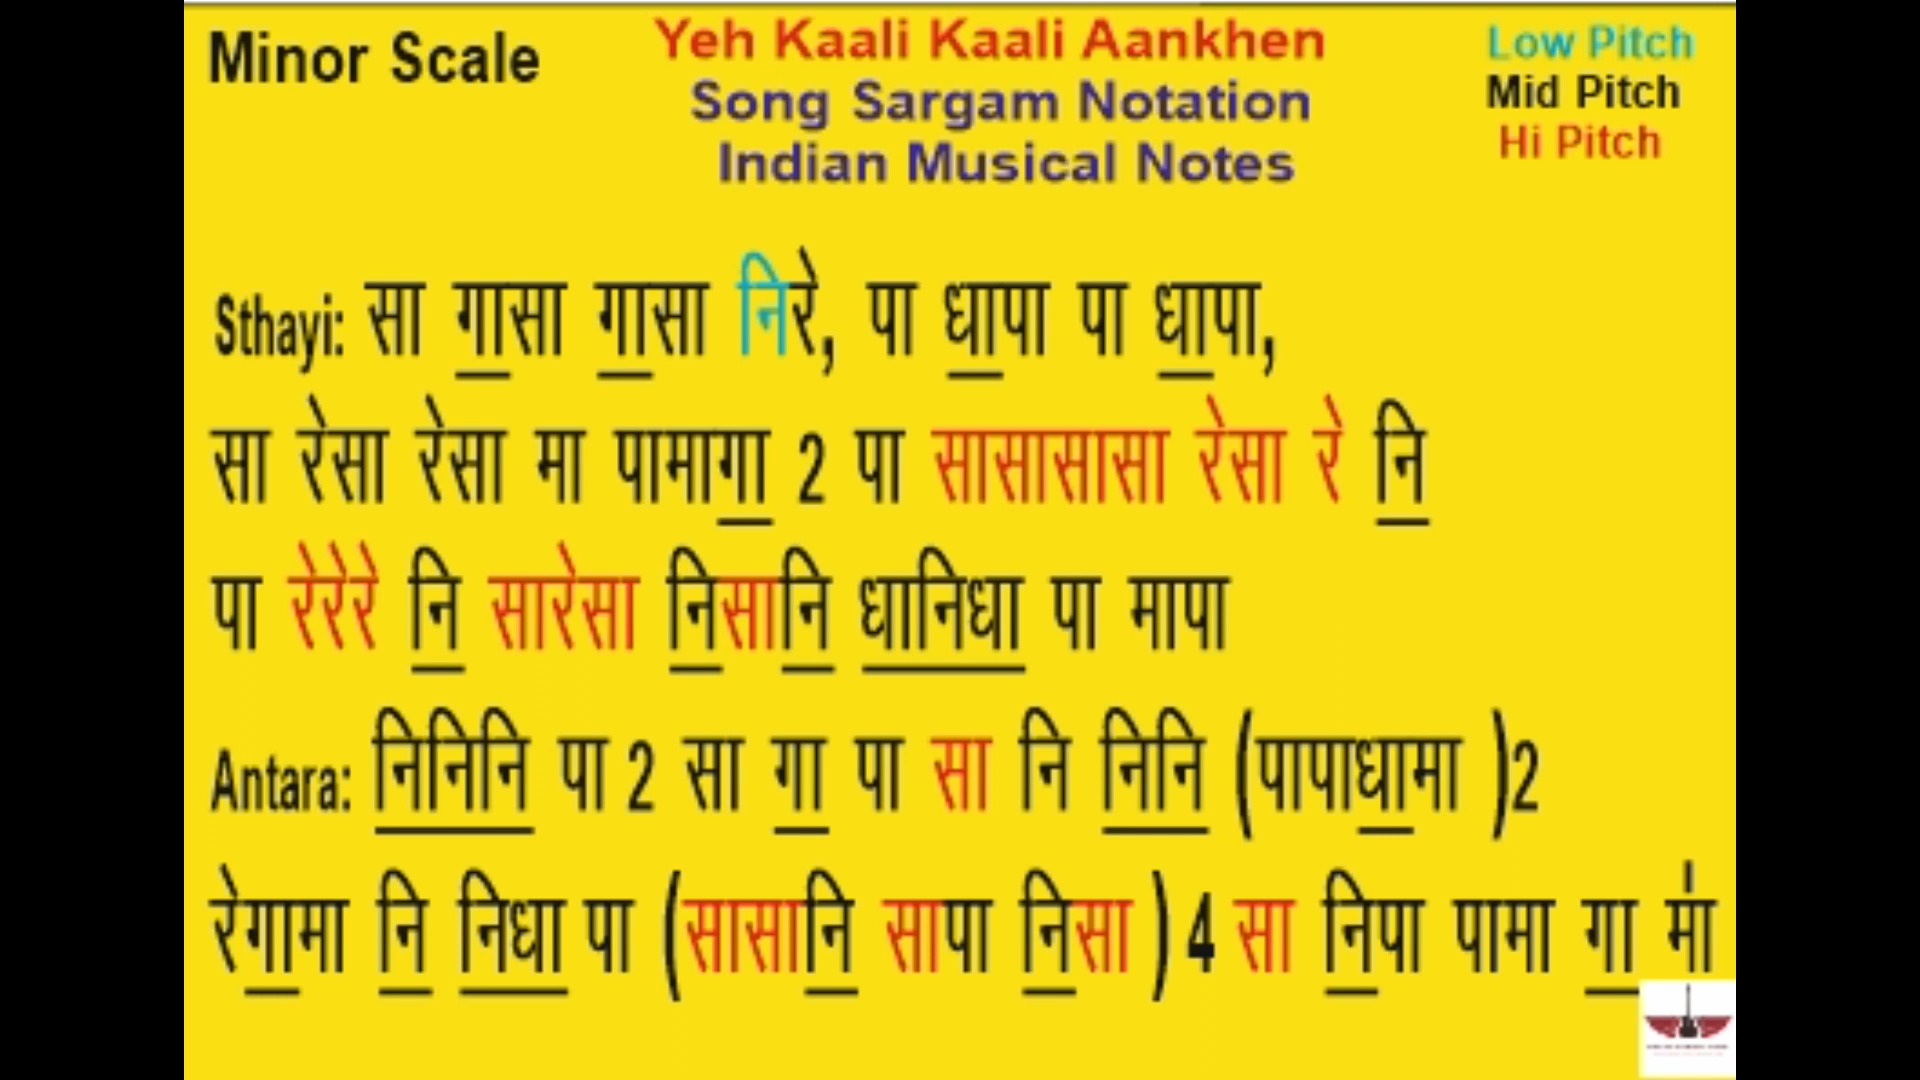 Minor Scale
Yeh Kaali Kaali Aankhen
Song Sargam Notation
Indian Musical Notes
Low Pitch
Mid Pitch
Hi Pitch
Sthayi: सा गासा गासा निरे, पा धापा पा धापा,
सा रेसा रेसा मा पामागा 2 पा सासासासा रेसा रे नि
पा रेरेरे नि सारेसा निसानि धानिधा पा मापा
Antara: निनिनि पा 2 सा गा पा सा नि निनि (पापाधामा )2
रेगामा नि निधा पा (सासानि सापा निसा ) 4 सा निपा पामा गा मा॑